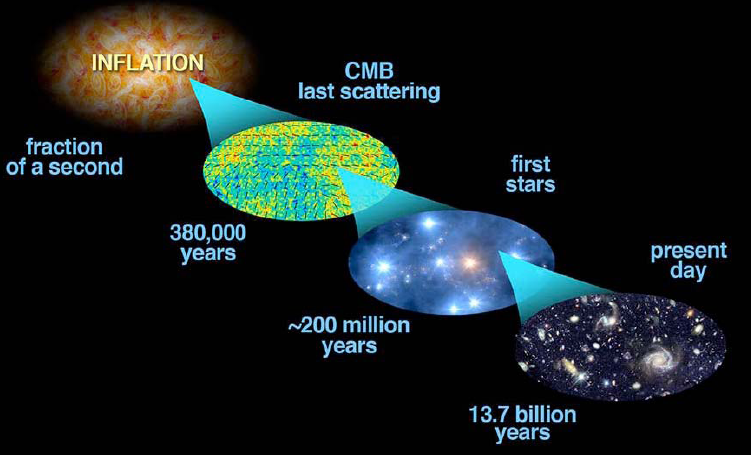 INFLATION
fraction
of a second
CMB
last scattering
380,000
years
first
stars
~200 million
years
present
day
13.7 billion
years